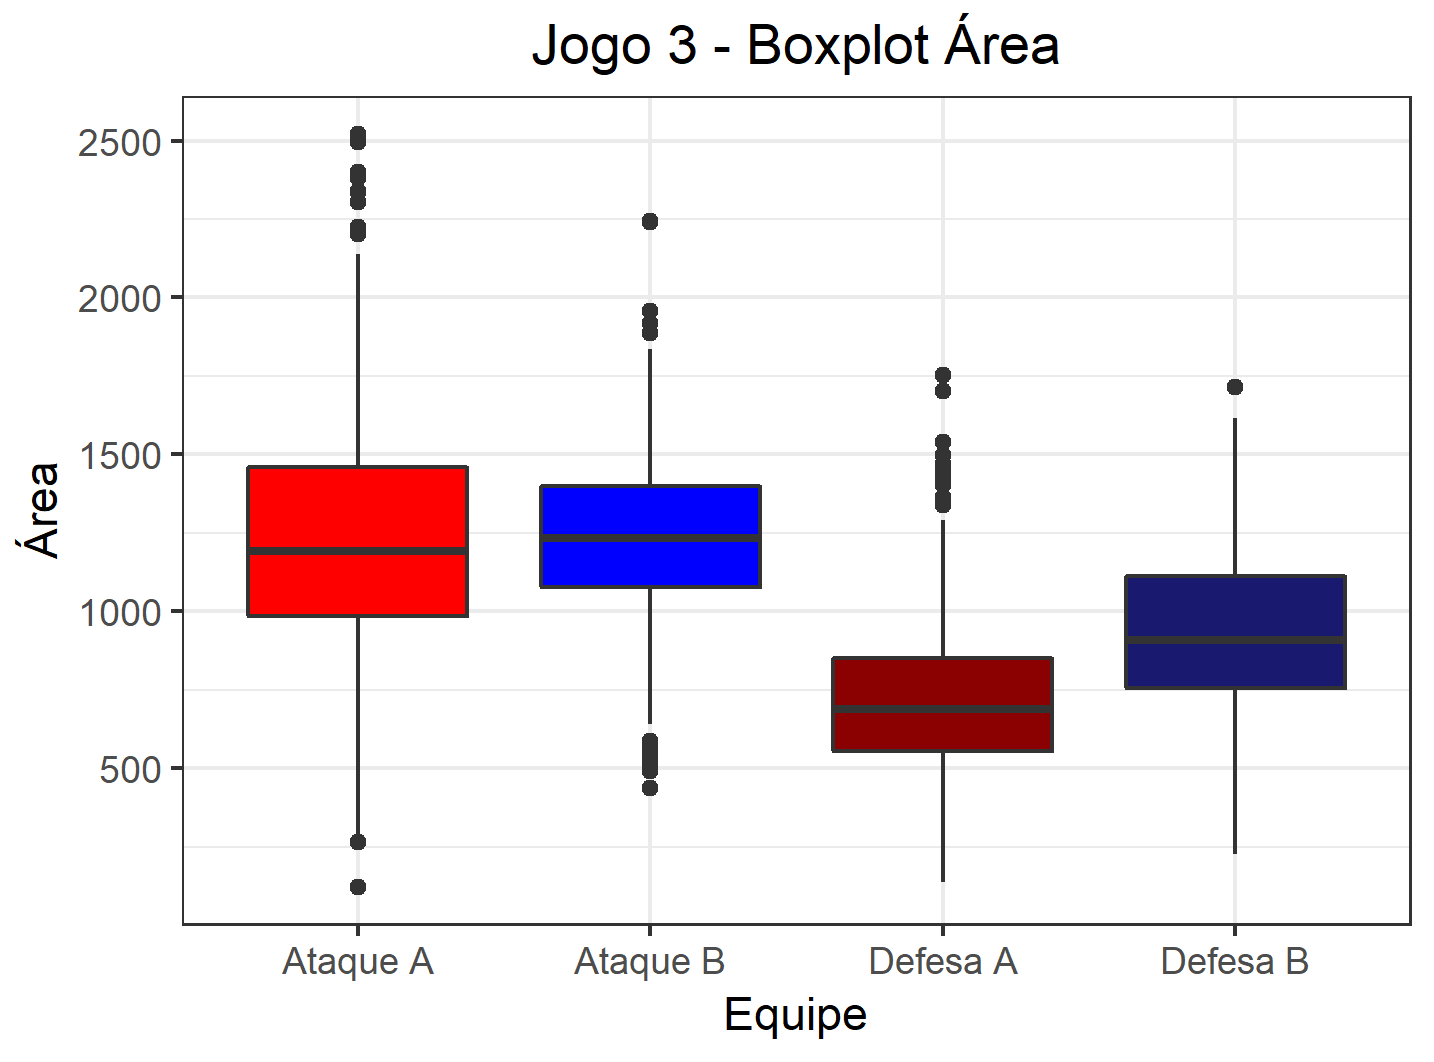 Jogo 3 - Boxplot Área
2500
2000
1500
1000
500
Área
Ataque A
Ataque B
Defesa A
Defesa B
Equipe